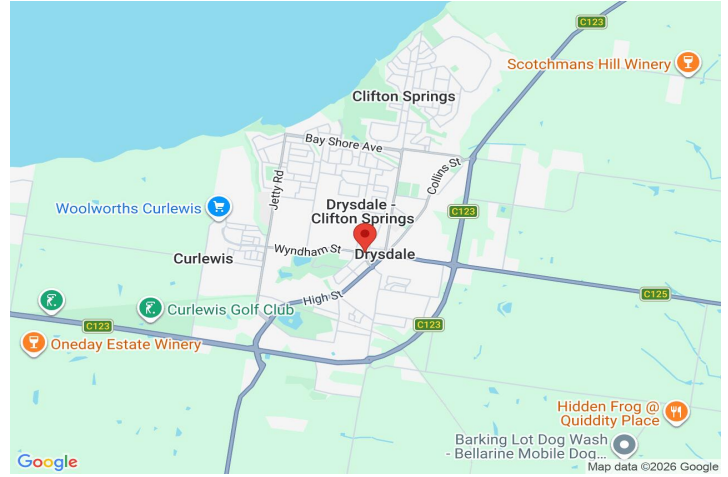 C123
Scotchmans Hill Winery
Clifton Springs
Bay Shore Ave
Collins St
Jetty Rd
Woolworths Curlewis
Drysdale -
Clifton Springs
C123
Wyndham St
Drysdale
Curlewis
C125
High St
Curlewis Golf Club
C123
C123
Oneday Estate Winery
Hidden Frog @
Quiddity Place
Barking Lot Dog Wash
- Bellarine Mobile Dog...
Google
Map data ©2026 Google